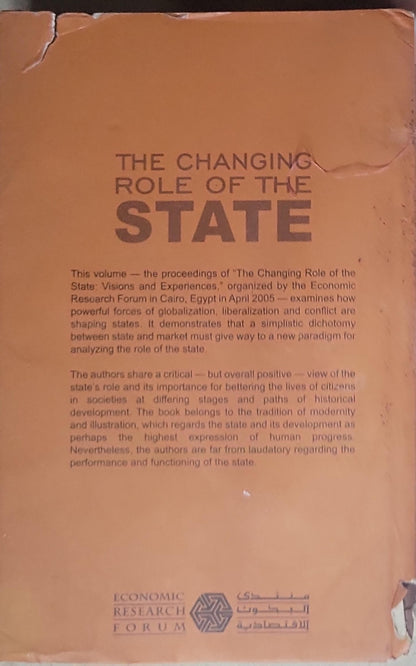 THE CHANGING
ROLE OF THE
STATE
This volume — the proceedings of "The Changing Role of the
State: Visions and Experiences," organized by the Economic
Research Forum in Cairo, Egypt in April 2005 — examines how
powerful forces of globalization, liberalization and conflict are
shaping states. It demonstrates that a simplistic dichotomy
between state and market must give way to a new paradigm for
analyzing the role of the state.
The authors share a critical — but overall positive — view of the
state's role and its importance for bettering the lives of citizens
in societies at differing stages and paths of historical
development. The book belongs to the tradition of modernity
and illustration, which regards the state and its development as
perhaps the highest expression of human progress.
Nevertheless, the authors are far from laudatory regarding the
performance and functioning of the state.
ECONOMIC
RESEARCH
FORUM
منتدى
البحوث
الاقتصادية